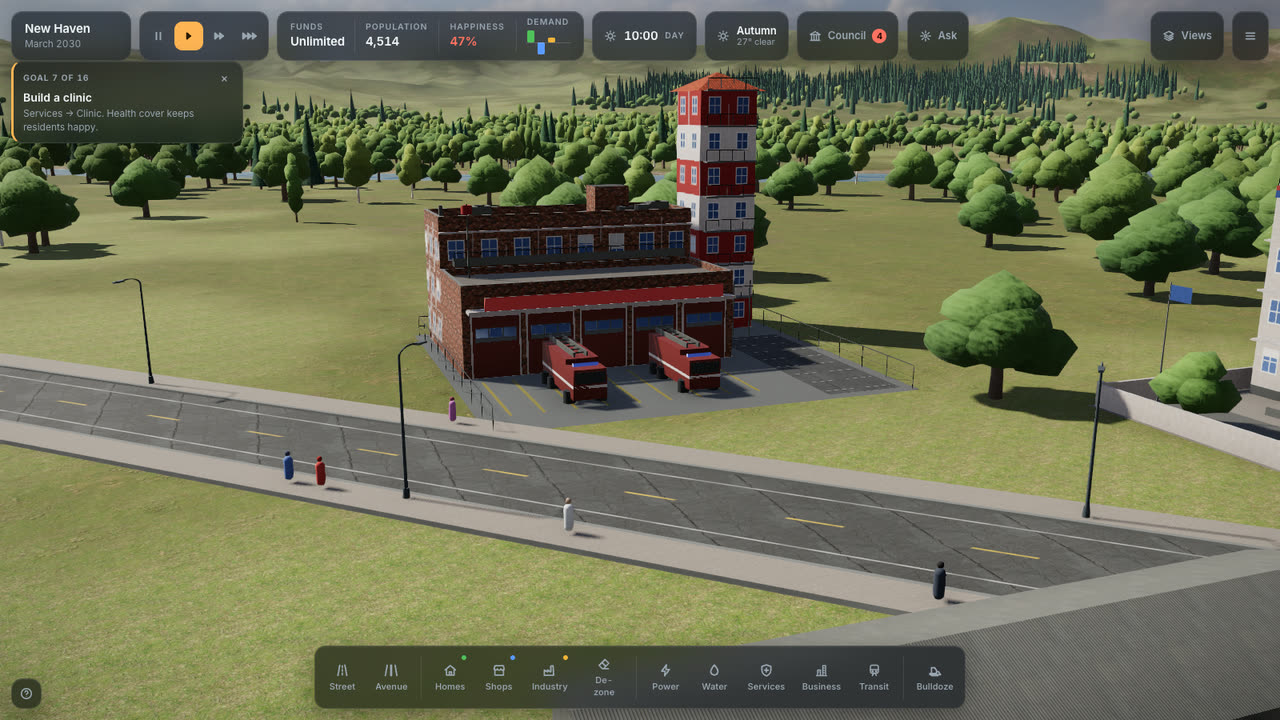 New Haven
March 2030
FUNDS
Unlimited
POPULATION
4,514
HAPPINESS
47%
DEMAND
10:00 DAY
Autumn
27° clear
Council 4
Ask
Views
GOAL 7 OF 16
Build a clinic
Services → Clinic. Health cover keeps
residents happy.
Street
Avenue
Homes
Shops
Industry
De-
zone
Power
Water
Services
Business
Transit
Bulldoze